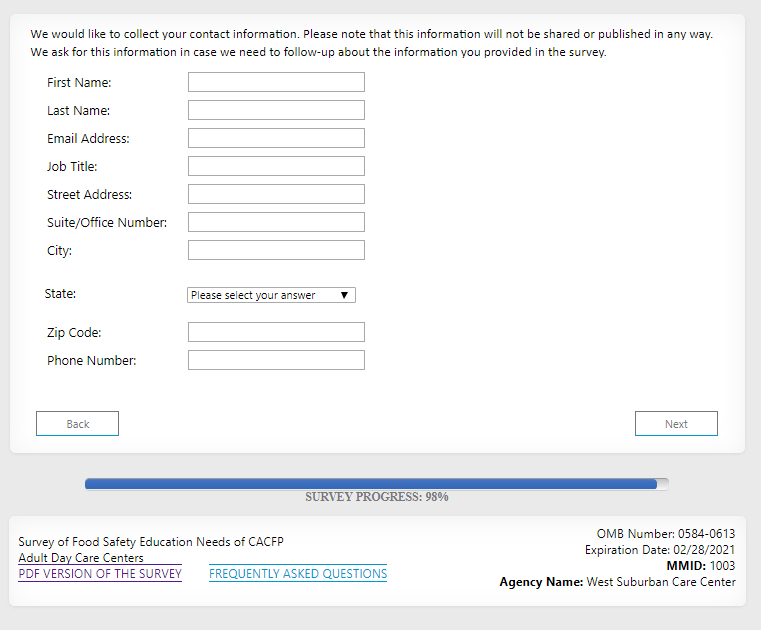 We would like to collect your contact information. Please note that this information will not be shared or published in any way.
We ask for this information in case we need to follow-up about the information you provided in the survey.
First Name:
Last Name:
Email Address:
Job Title:
Street Address:
Suite/Office Number:
City:
State:
Please select your answer ▼
Zip Code:
Phone Number:
Back
Next
SURVEY PROGRESS: 98%
Survey of Food Safety Education Needs of CACFP
Adult Day Care Centers
PDF VERSION OF THE SURVEY
FREQUENTLY ASKED QUESTIONS
OMB Number: 0584-0613
Expiration Date: 02/28/2021
MMID: 1003
Agency Name: West Suburban Care Center